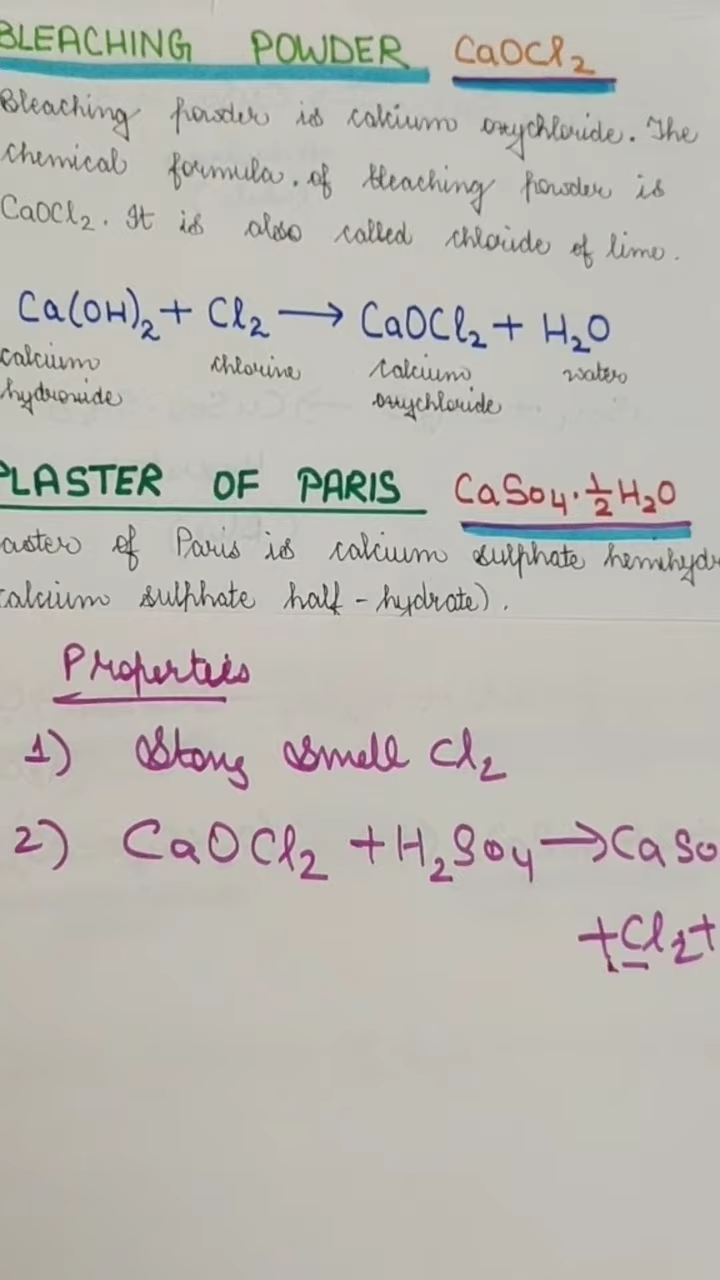 BLEACHING POWDER CaOCl₂
Bleaching powder is calcium oxychloride. The
chemical formula. of bleaching powder is
CaOCl₂. It is also called chloride of lime.
Ca(OH)₂ + Cl₂ → CaOCl₂ + H₂O
calcium hydroxide chlorine calcium oxychloride water
PLASTER OF PARIS CaSO₄·½H₂O
aster of Paris is calcium sulphate hemihydr
calcium sulphate half-hydrate).
Properties
1) Stong smell Cl₂
2) CaOCl₂ + H₂SO₄ → CaSO
+ Cl₂ +